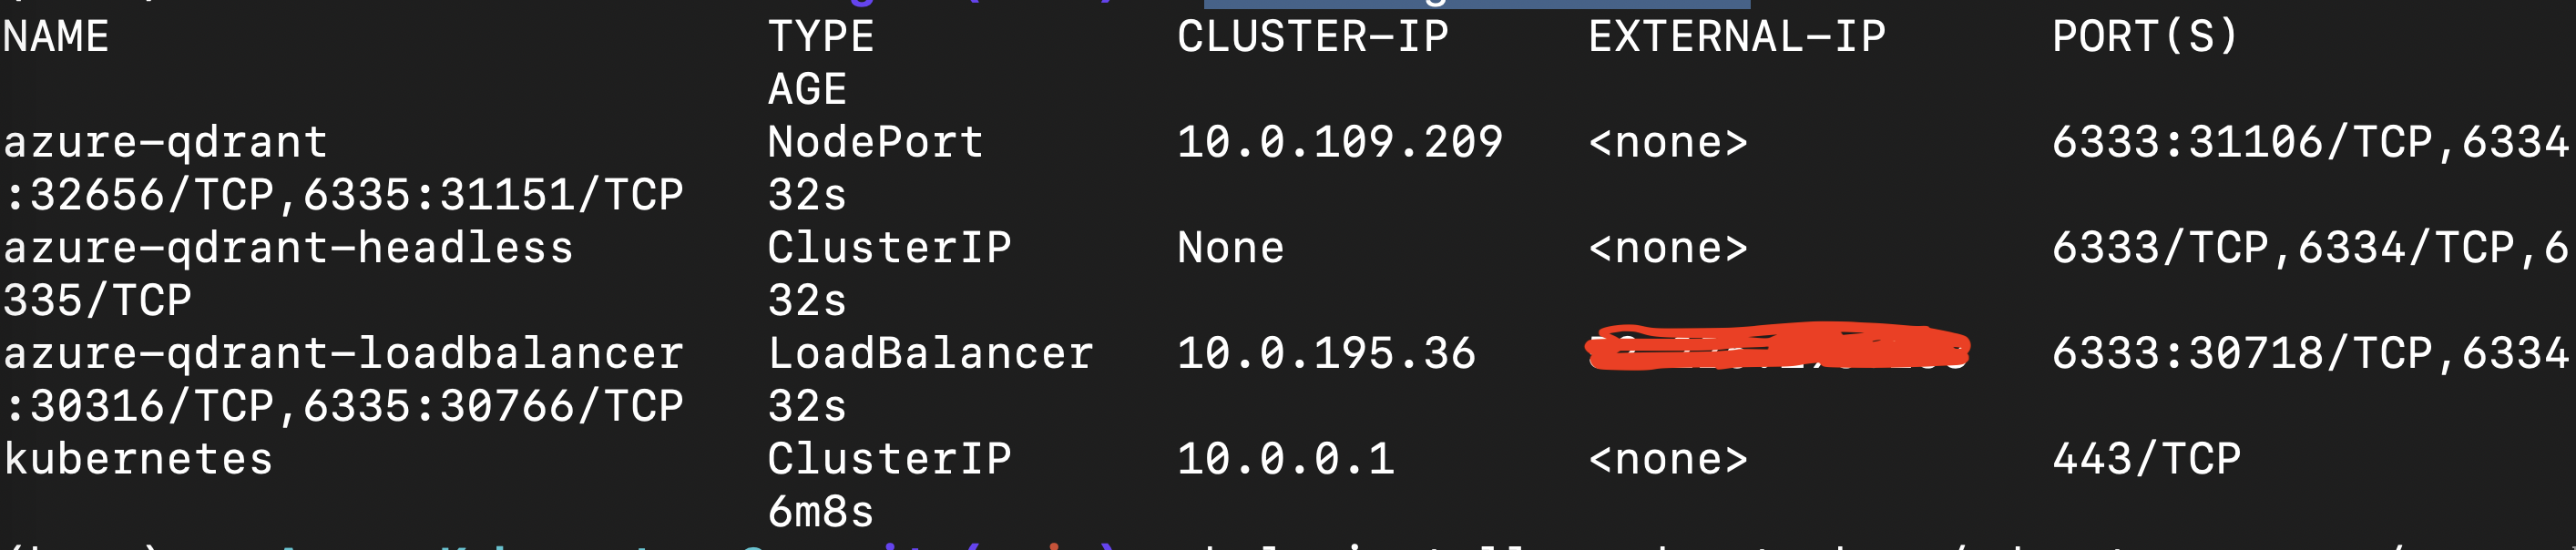 NAME TYPE CLUSTER-IP EXTERNAL-IP PORT(S)
AGE
azure-qdrant NodePort 10.0.109.209 <none> 6333:31106/TCP,6334
:32656/TCP,6335:31151/TCP 32s
azure-qdrant-headless ClusterIP None <none> 6333/TCP,6334/TCP,6
335/TCP 32s
azure-qdrant-loadbalancer LoadBalancer 10.0.195.36 6333:30718/TCP,6334
:30316/TCP,6335:30766/TCP 32s
kubernetes ClusterIP 10.0.0.1 <none> 443/TCP
6m8s